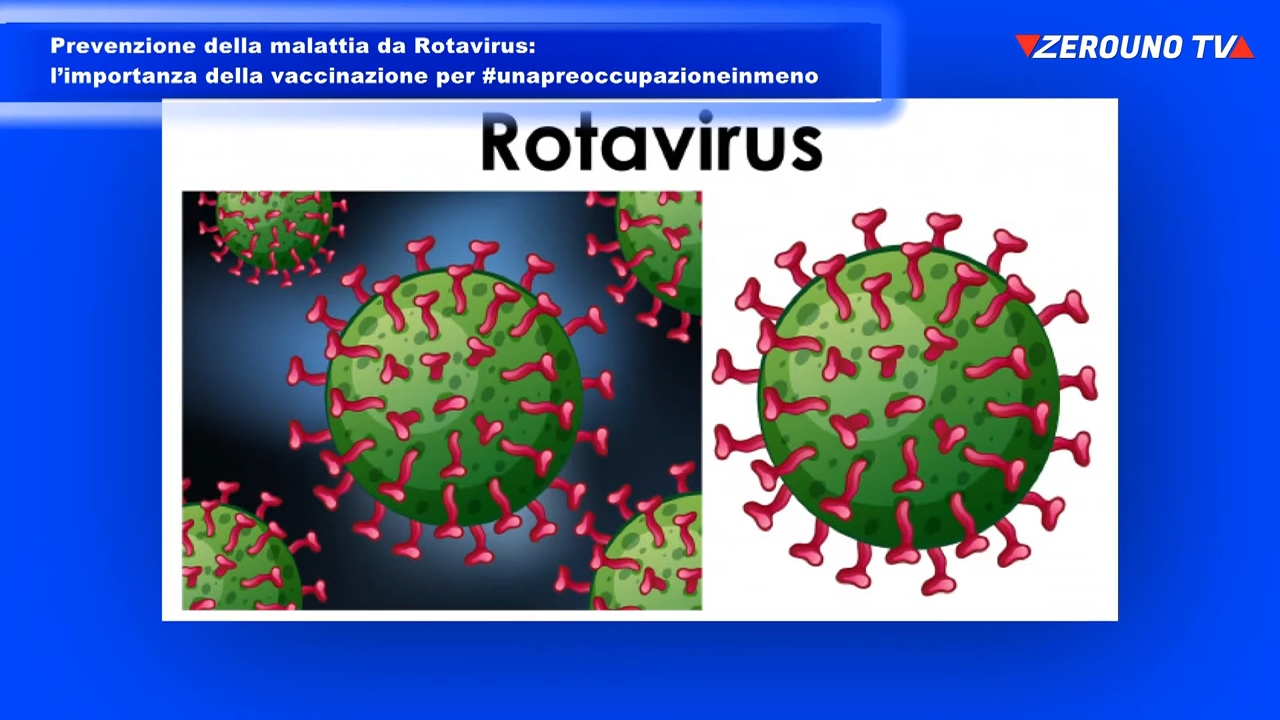 Prevenzione della malattia da Rotavirus:
l’importanza della vaccinazione per #unapreoccupazioneinmeno
ZEROUNO TV
Rotavirus